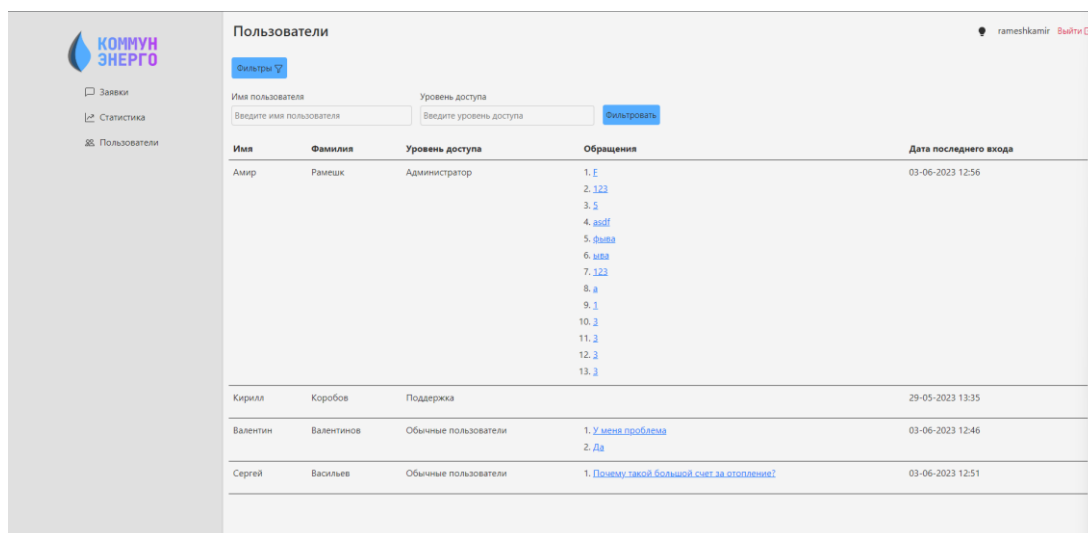 КОММУН
ЭНЕРГО
Заявки
Статистика
Пользователи
Пользователи
rameshkamir Выйти
Фильтры
Имя пользователя Уровень доступа
Введите имя пользователя Введите уровень доступа Фильтровать
Имя Фамилия Уровень доступа Обращения Дата последнего входа
Амир Рамешк Администратор 1. F 03-06-2023 12:56
2. 123
3. 5
4. asdf
5. фыва
6. ыва
7. 123
8. а
9. 1
10. 3
11. 3
12. 3
13. 3
Кирилл Коробов Поддержка 29-05-2023 13:35
Валентин Валентинов Обычные пользователи 1. У меня проблема 03-06-2023 12:46
2. Да
Сергей Васильев Обычные пользователи 1. Почему такой большой счет за отопление? 03-06-2023 12:51